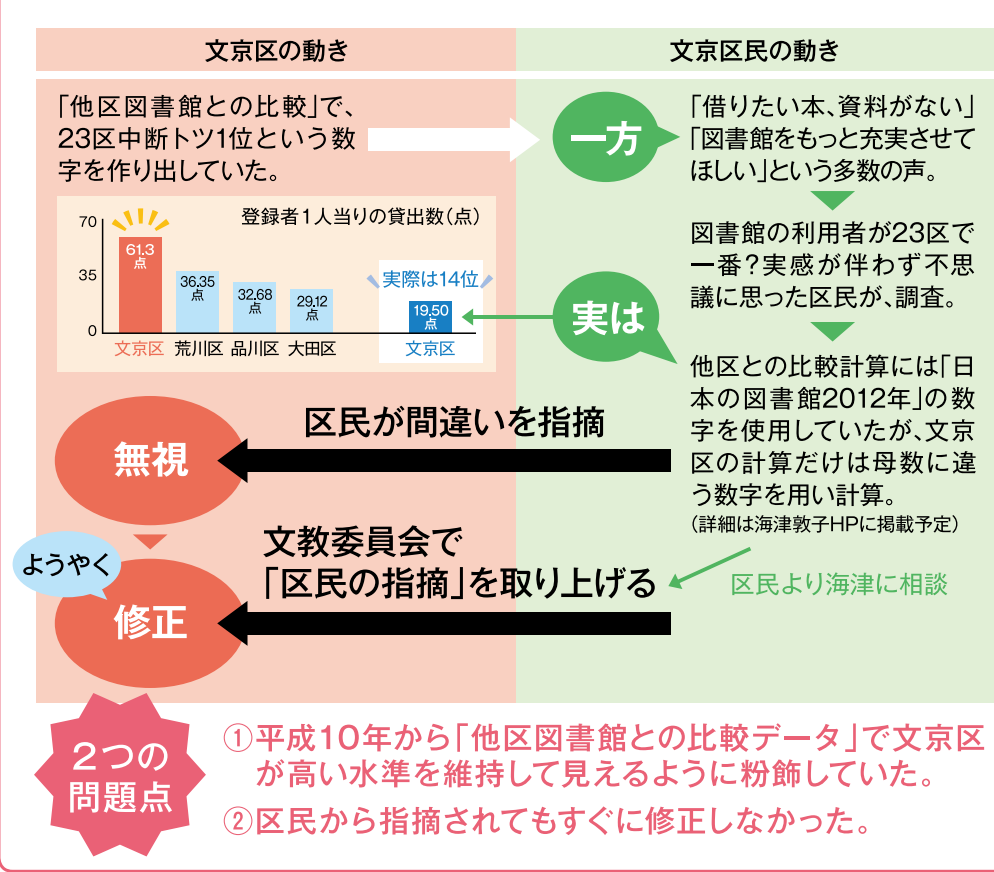 文京区の動き
文京区民の動き
「他区図書館との比較」で、
23区中断トツ1位という数
字を作り出していた。
一方
「借りたい本、資料がない」
「図書館をもっと充実させて
ほしい」という多数の声。
図書館の利用者が23区で
一番？実感が伴わず不思
議に思った区民が、調査。
登録者1人当りの貸出数（点）
70
35
0
61.3
点
36.35
点
32.68
点
29.12
点
実際は14位
19.50
点
文京区
荒川区
品川区
大田区
文京区
実は
他区との比較計算には「日
本の図書館2012年」の数
字を使用していたが、文京
区の計算だけは母数に違
う数字を用い計算。
（詳細は海津敦子HPに掲載予定）
区民が間違いを指摘
無視
区民より海津に相談
文教委員会で
「区民の指摘」を取り上げる
ようやく
修正
2つの
問題点
①平成10年から「他区図書館との比較データ」で文京区
が高い水準を維持して見えるように粉飾していた。
②区民から指摘されてもすぐに修正しなかった。